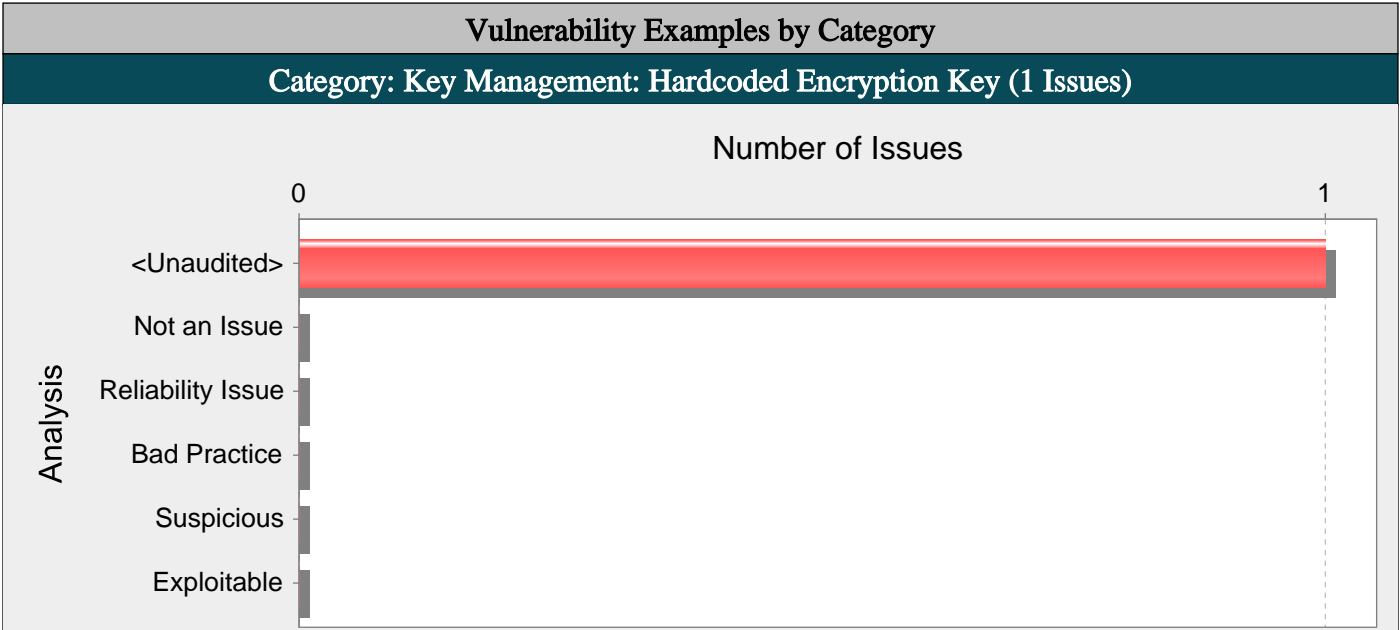 Vulnerability Examples by Category
Category: Key Management: Hardcoded Encryption Key (1 Issues)
Number of Issues
0 1
<Unaudited>
Not an Issue
Reliability Issue
Bad Practice
Suspicious
Exploitable
Analysis